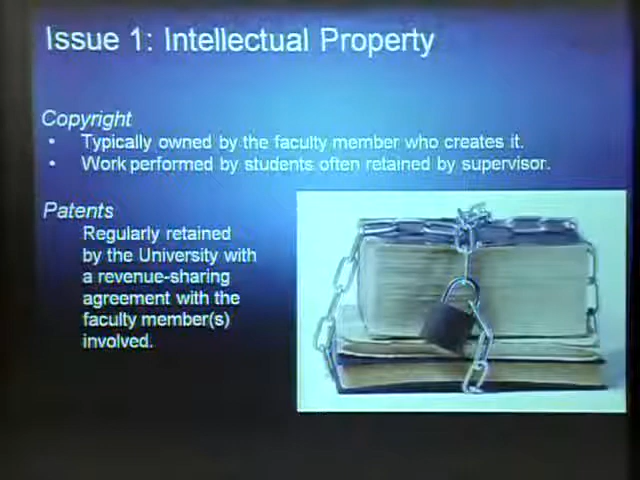 Issue 1: Intellectual Property
Copyright
• Typically owned by the faculty member who creates it.
• Work performed by students often retained by supervisor.
Patents
Regularly retained
by the University with
a revenue-sharing
agreement with the
faculty member(s)
involved.